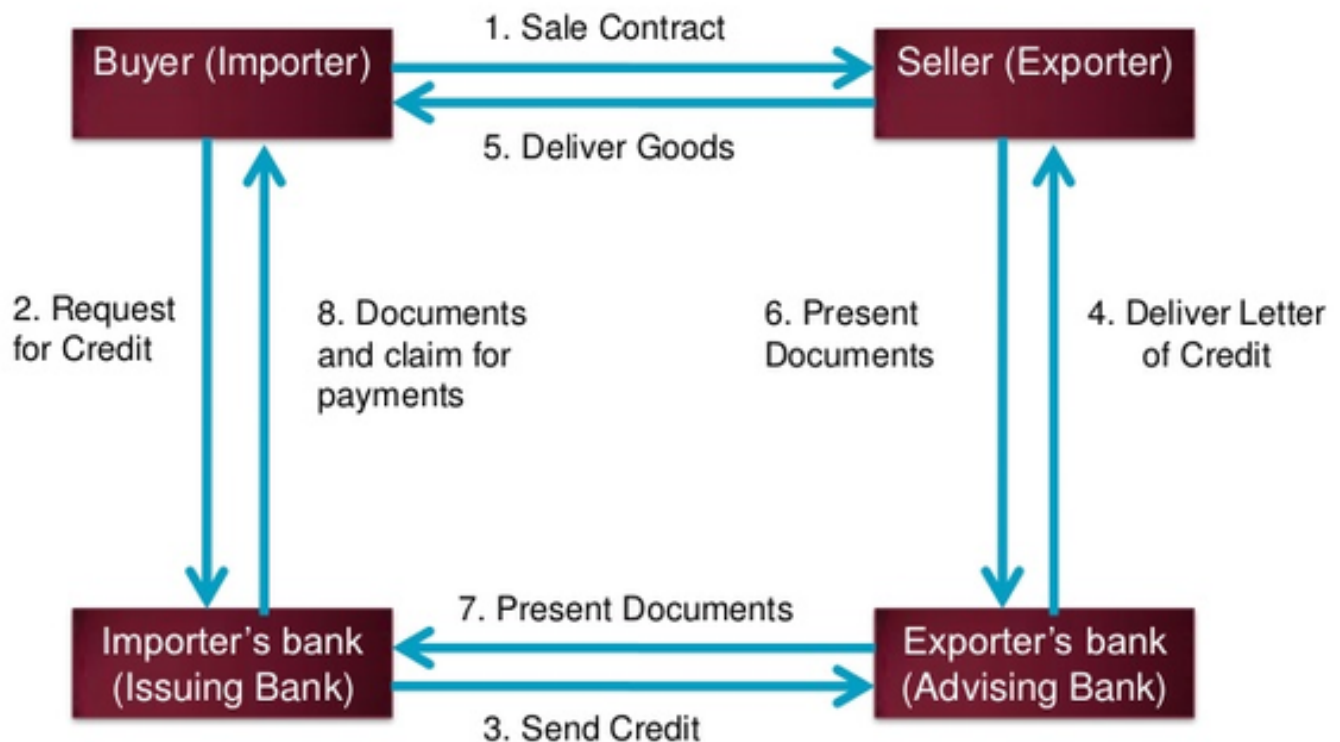 1. Sale Contract
Buyer (Importer)
Seller (Exporter)
5. Deliver Goods
2. Request
for Credit
8. Documents
and claim for
payments
6. Present
Documents
4. Deliver Letter
of Credit
7. Present Documents
Importer's bank
(Issuing Bank)
Exporter's bank
(Advising Bank)
3. Send Credit